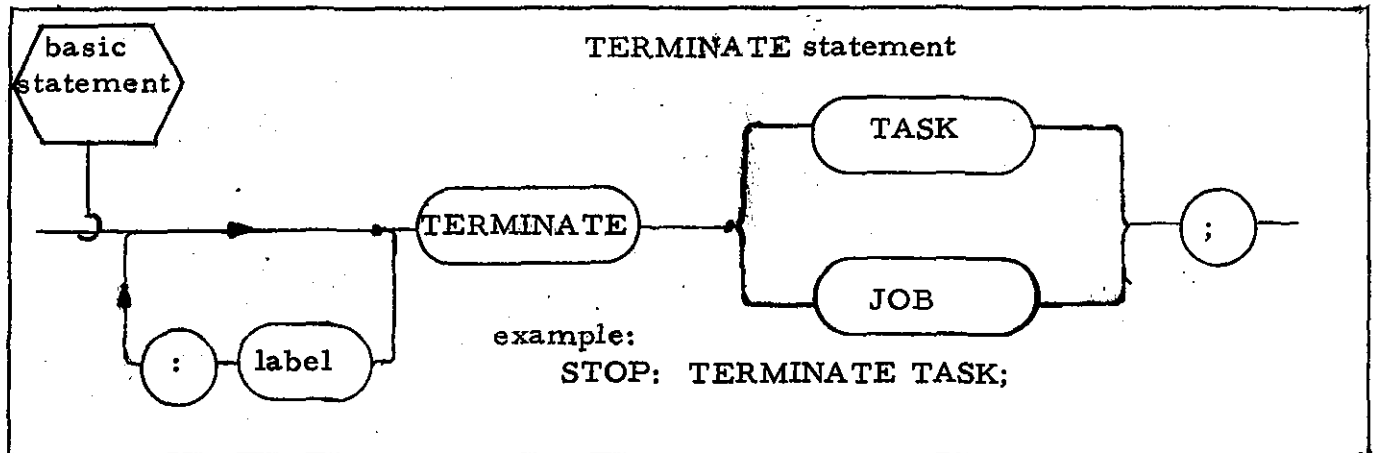 basic
statement
TERMINATE statement
TASK
TERMINATE
;
JOB
: label
example:
STOP: TERMINATE TASK;